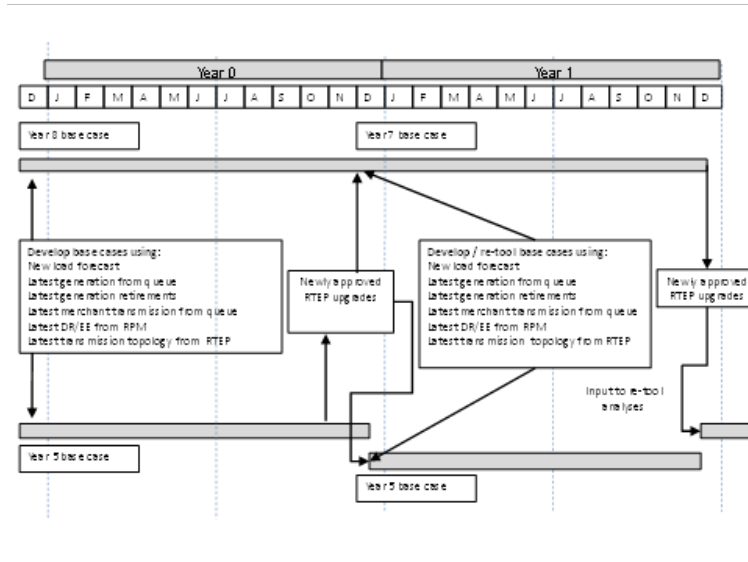 Year 0 Year 1
D J F M A M J J A S O N D J F M A M J J A S O N D
Year 8 base case
Year 7 base case
Develop base cases using:
New load forecast
Latest generation from queue
Latest generation retirements
Latest merchant transmission from queue
Latest DR/EE from RPM
Latest transmission topology from RTEP
Newly approved
RTEP upgrades
Develop / re-tool base cases using:
New load forecast
Latest generation from queue
Latest generation retirements
Latest merchant transmission from queue
Latest DR/EE from RPM
Latest transmission topology from RTEP
Newly approved
RTEP upgrades
Input to re-tool
analyses
Year 5 base case
Year 5 base case